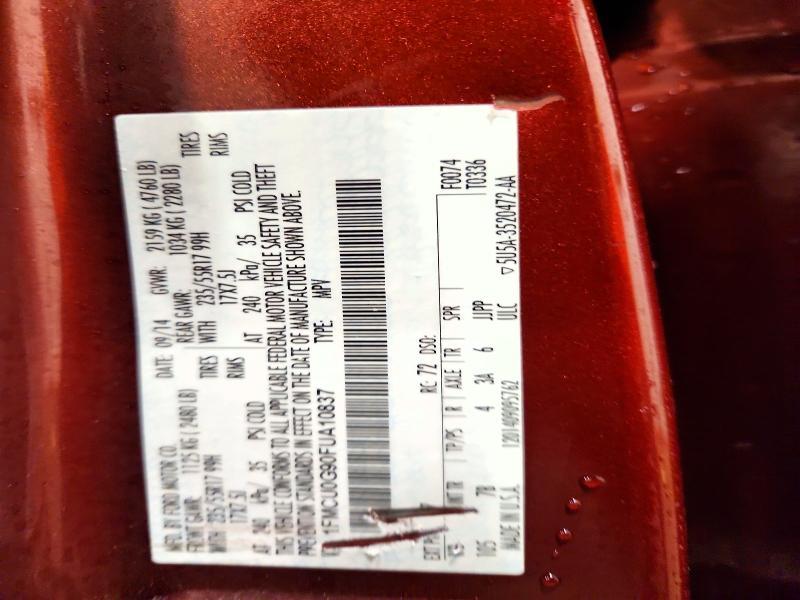 MFD. BY FORD MOTOR CO. DATE 09/14 GVWR: 2159 KG ( 4760 LB)
FRONT GAWR: 1125 KG ( 2480 LB) REAR GAWR: 1034 KG ( 2280 LB)
WITH 235/55R17 99H TIRES WITH 235/55R17 99H TIRES
17X7.5J RIMS 17X7.5J RIMS
AT 240 kPa/ 35 PSI COLD AT 240 kPa/ 35 PSI COLD
THIS VEHICLE CONFORMS TO ALL APPLICABLE FEDERAL MOTOR VEHICLE SAFETY AND THEFT
PREVENTION STANDARDS IN EFFECT ON THE DATE OF MANUFACTURE SHOWN ABOVE.
1FMCU0G90FUA10837 TYPE: MPV
EXT RC: 72 DSO: F0074
T0336
INT TR TP/PS R AXLE TR SPR
105 7B 4 3A 6 JJPP
MADE IN U.S.A. ULC ▽5U5A-3520472-AA